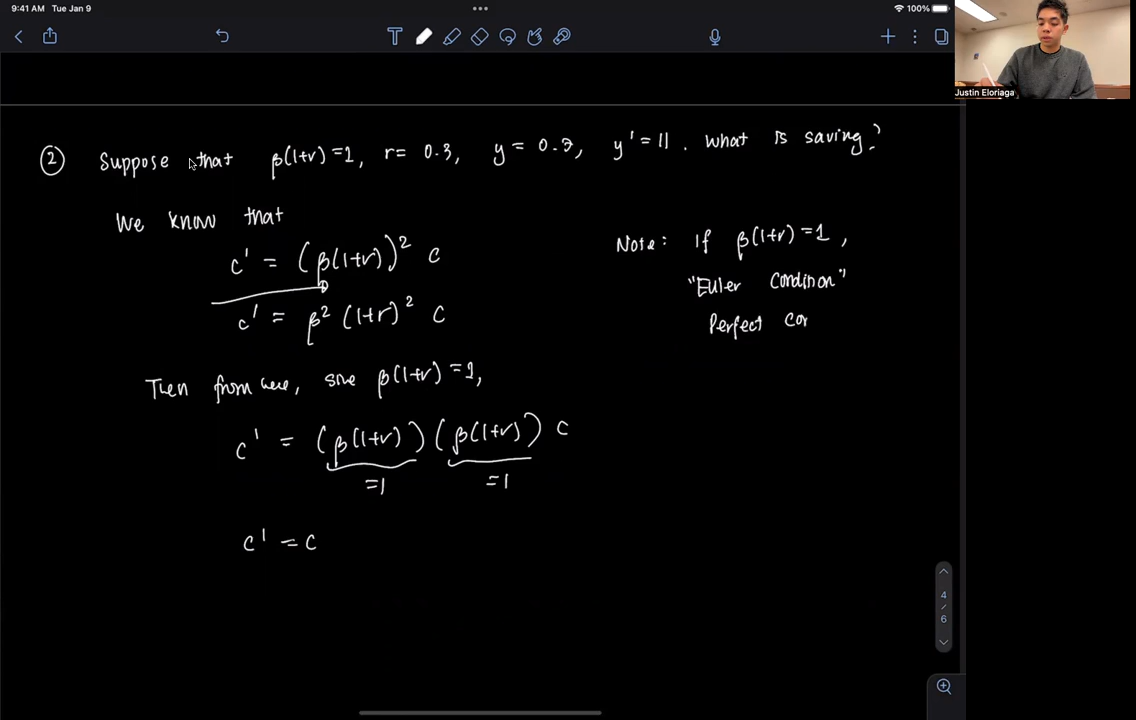 9:41 AM Tue Jan 9
100%
Justin Eloriaga
② Suppose that β(1+r)=1, r= 0.3, y = 0.7, y' = 11. What is saving?
We know that
c' = (β(1+r))² c
c' = β² (1+r)² c
Then from here, since β(1+r)=1,
c' = (β(1+r)) (β(1+r)) c
=1 =1
c' = c
Note: If β(1+r)=1,
"Euler Condition"
Perfect con
4
/
6